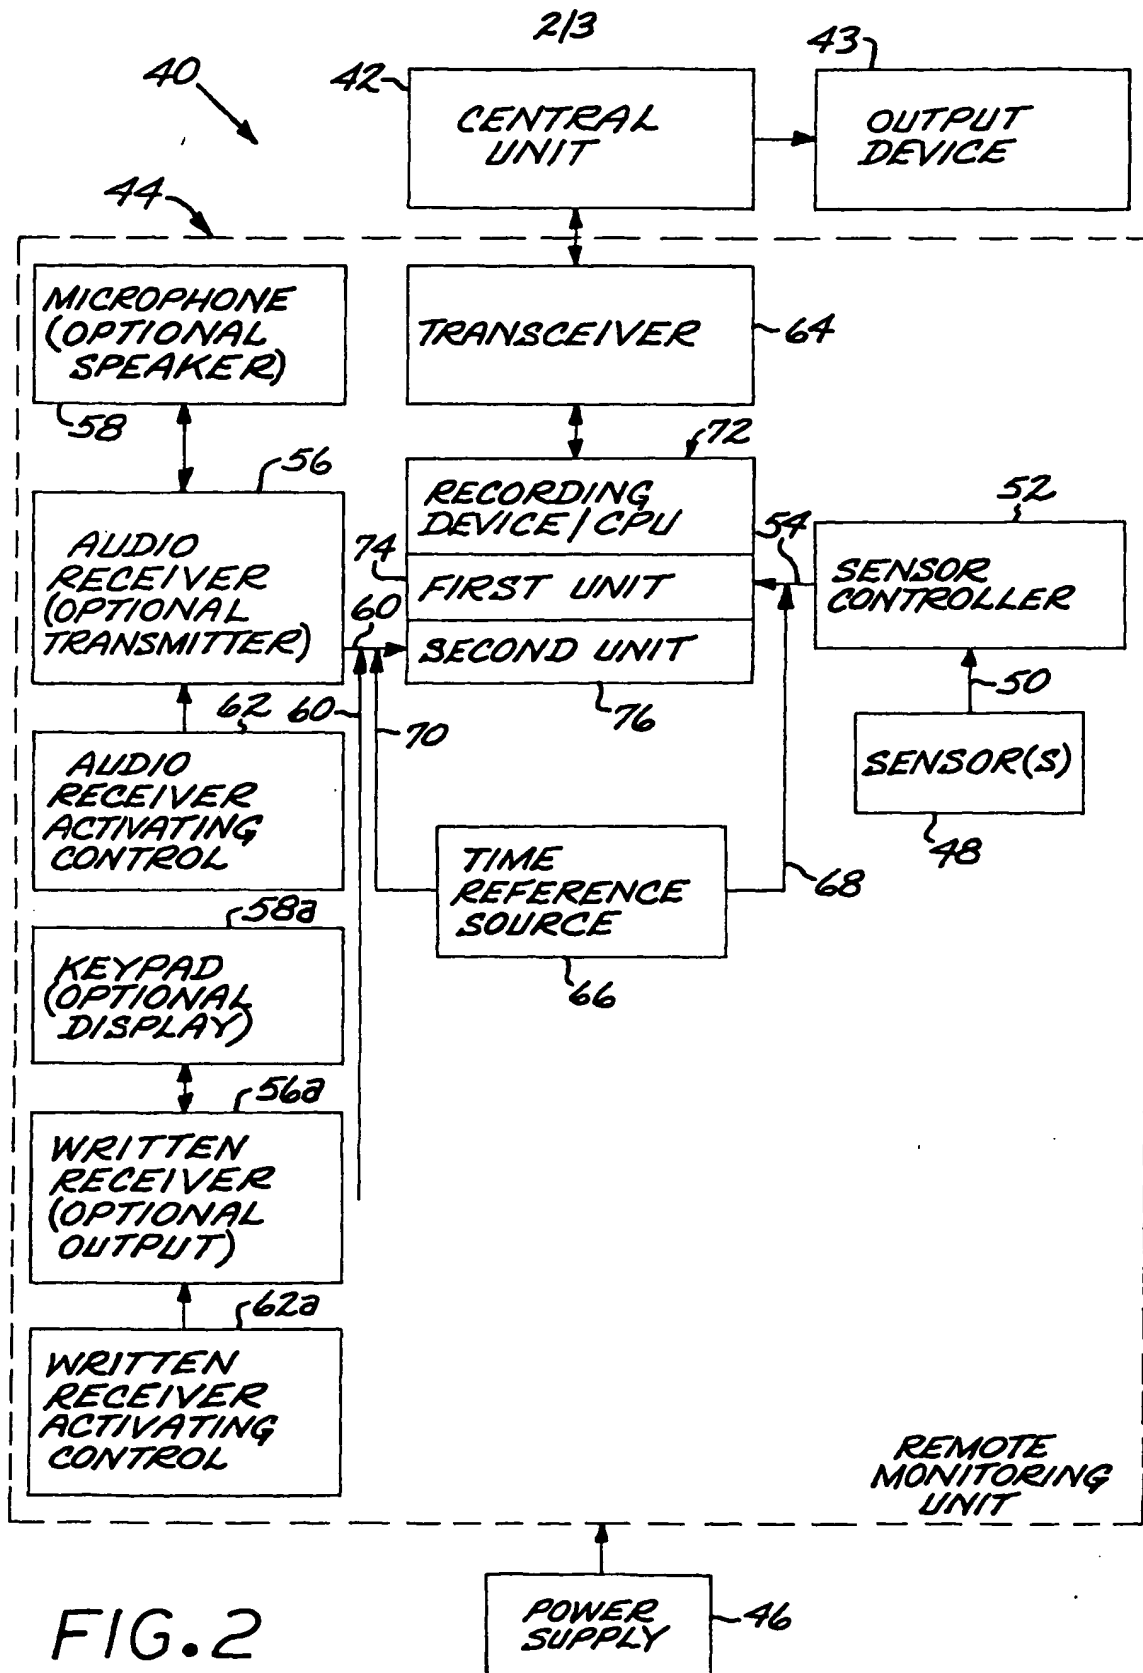 2/3
40
42
CENTRAL
UNIT
43
OUTPUT
DEVICE
44
MICROPHONE
(OPTIONAL
SPEAKER)
58
TRANSCEIVER
64
56
AUDIO
RECEIVER
(OPTIONAL
TRANSMITTER)
60
72
RECORDING
DEVICE/CPU
74
FIRST UNIT
SECOND UNIT
76
54
52
SENSOR
CONTROLLER
50
SENSOR(S)
48
62
AUDIO
RECEIVER
ACTIVATING
CONTROL
60
70
TIME
REFERENCE
SOURCE
66
68
58a
KEYPAD
(OPTIONAL
DISPLAY)
56a
WRITTEN
RECEIVER
(OPTIONAL
OUTPUT)
62a
WRITTEN
RECEIVER
ACTIVATING
CONTROL
REMOTE
MONITORING
UNIT
POWER
SUPPLY
46
FIG.2